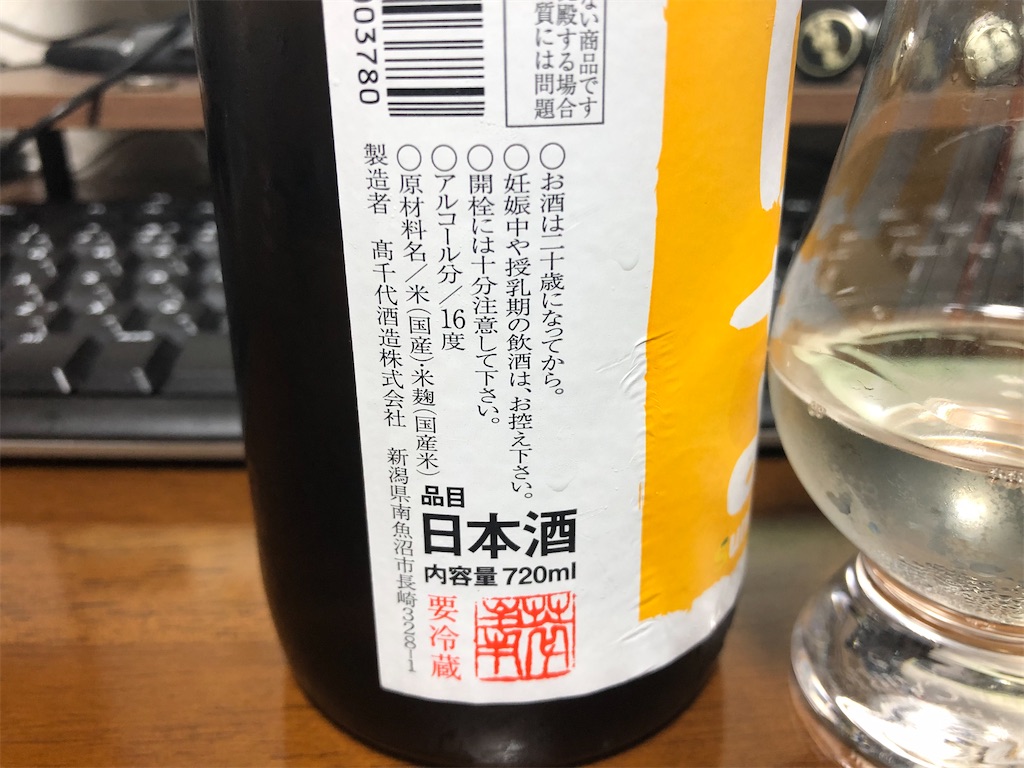 003780
ない商品です
殿する場合
質には問題
○お酒は二十歳になってから。
○妊娠中や授乳期の飲酒は、お控え下さい。
○開栓には十分注意して下さい。
○アルコール分／16度
○原材料名／米(国産)・米麹(国産米)
製造者 髙千代酒造株式会社 新潟県南魚沼市長崎328-1
品目
日本酒
内容量 720ml
要冷蔵